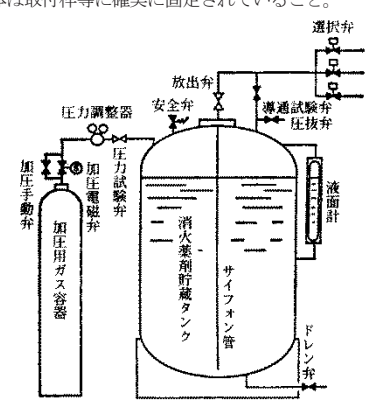 は取付枠等に確実に固定されていること。
選択弁
放出弁
安全弁
導通試験弁
圧抜弁
圧力調整器
加圧手動弁
加圧電磁弁
圧力試験弁
液面計
加圧用ガス容器
消火薬剤貯蔵タンク
サイフォン管
ドレン弁